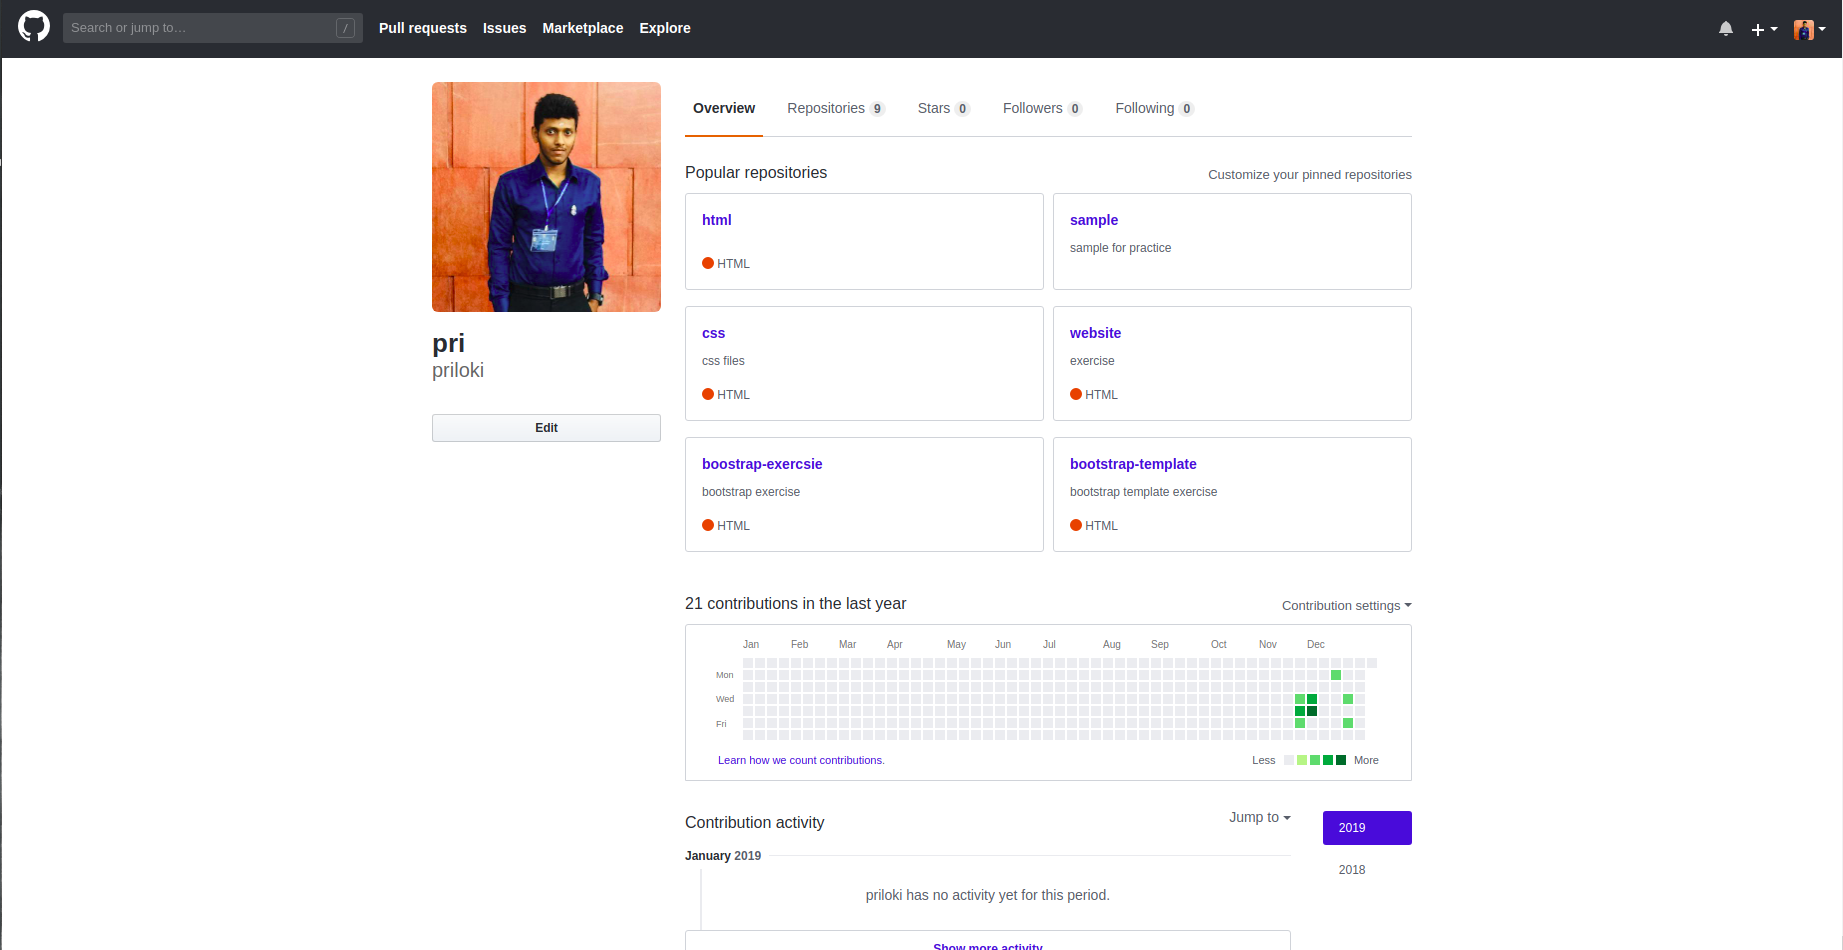 Search or jump to…
/
Pull requests Issues Marketplace Explore
Overview Repositories 9 Stars 0 Followers 0 Following 0
pri
priloki
Edit
Popular repositories
Customize your pinned repositories
html
HTML
sample
sample for practice
css
css files
HTML
website
exercise
HTML
boostrap-exercsie
bootstrap exercise
HTML
bootstrap-template
bootstrap template exercise
HTML
21 contributions in the last year
Contribution settings
Jan Feb Mar Apr May Jun Jul Aug Sep Oct Nov Dec
Mon
Wed
Fri
Learn how we count contributions.
Less More
Contribution activity
Jump to
2019
2018
January 2019
priloki has no activity yet for this period.
Show more activity